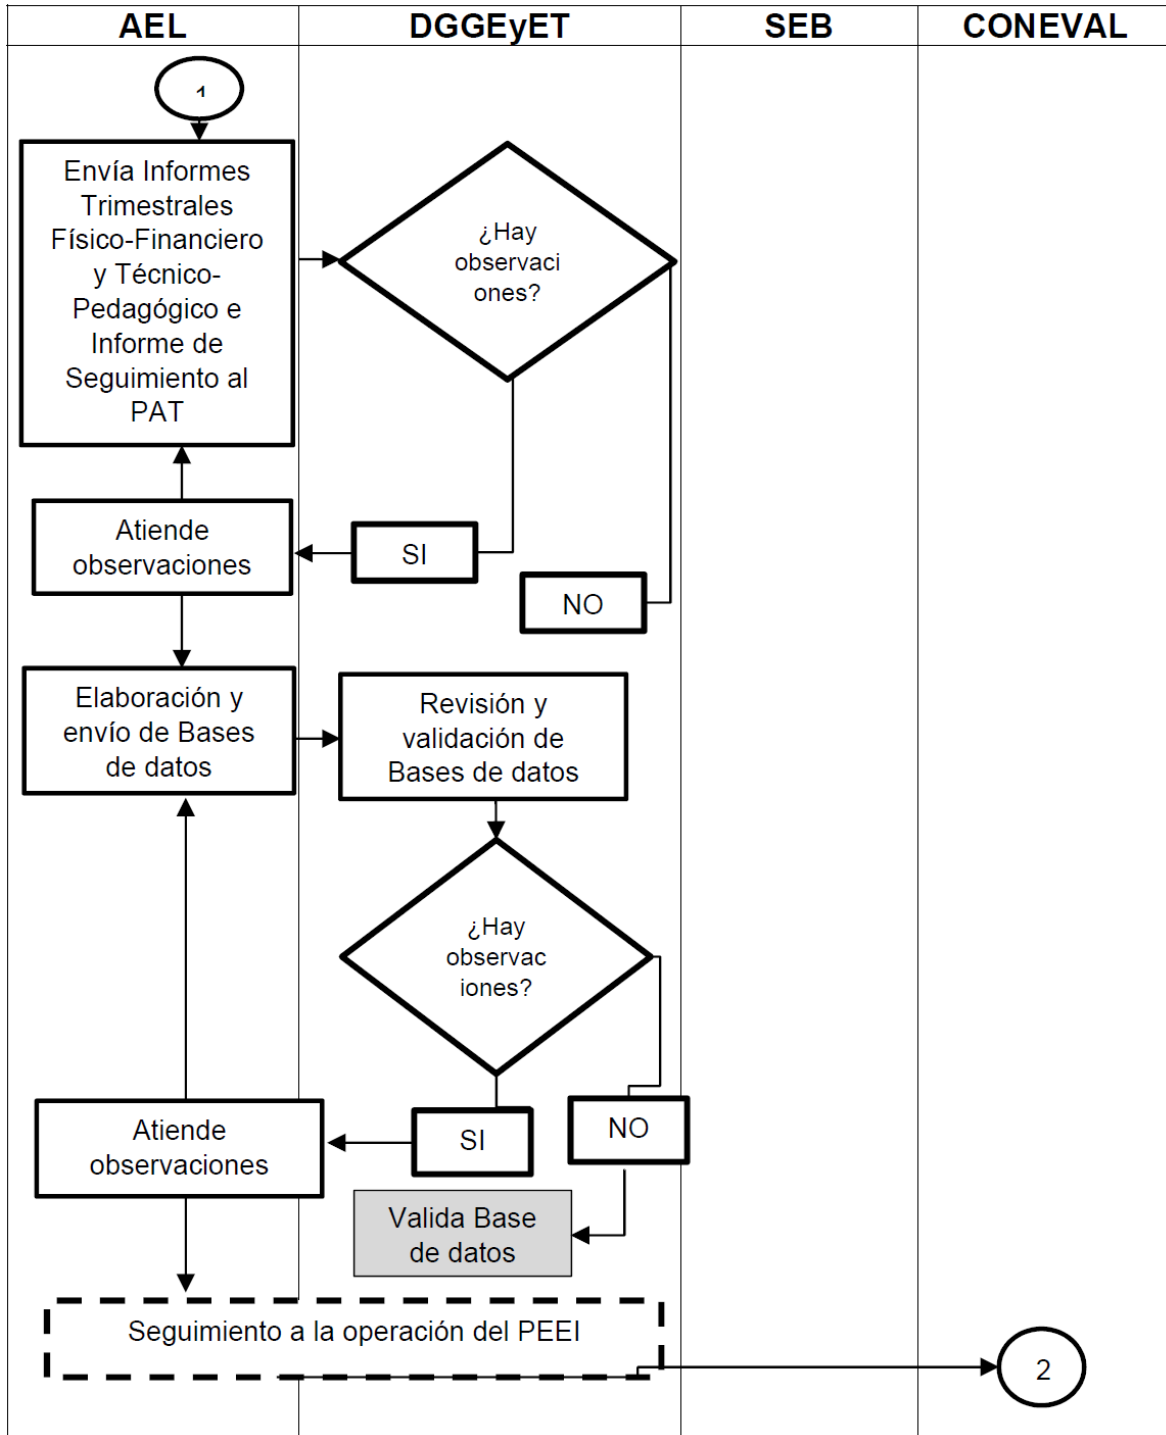 AEL
DGGEyET
SEB
CONEVAL
1
Envía Informes
Trimestrales
Físico-Financiero
y Técnico-
Pedagógico e
Informe de
Seguimiento al
PAT
¿Hay
observaci
ones?
Atiende
observaciones
SI
NO
Elaboración y
envío de Bases
de datos
Revisión y
validación de
Bases de datos
¿Hay
observac
iones?
Atiende
observaciones
SI
NO
Valida Base
de datos
Seguimiento a la operación del PEEI
2